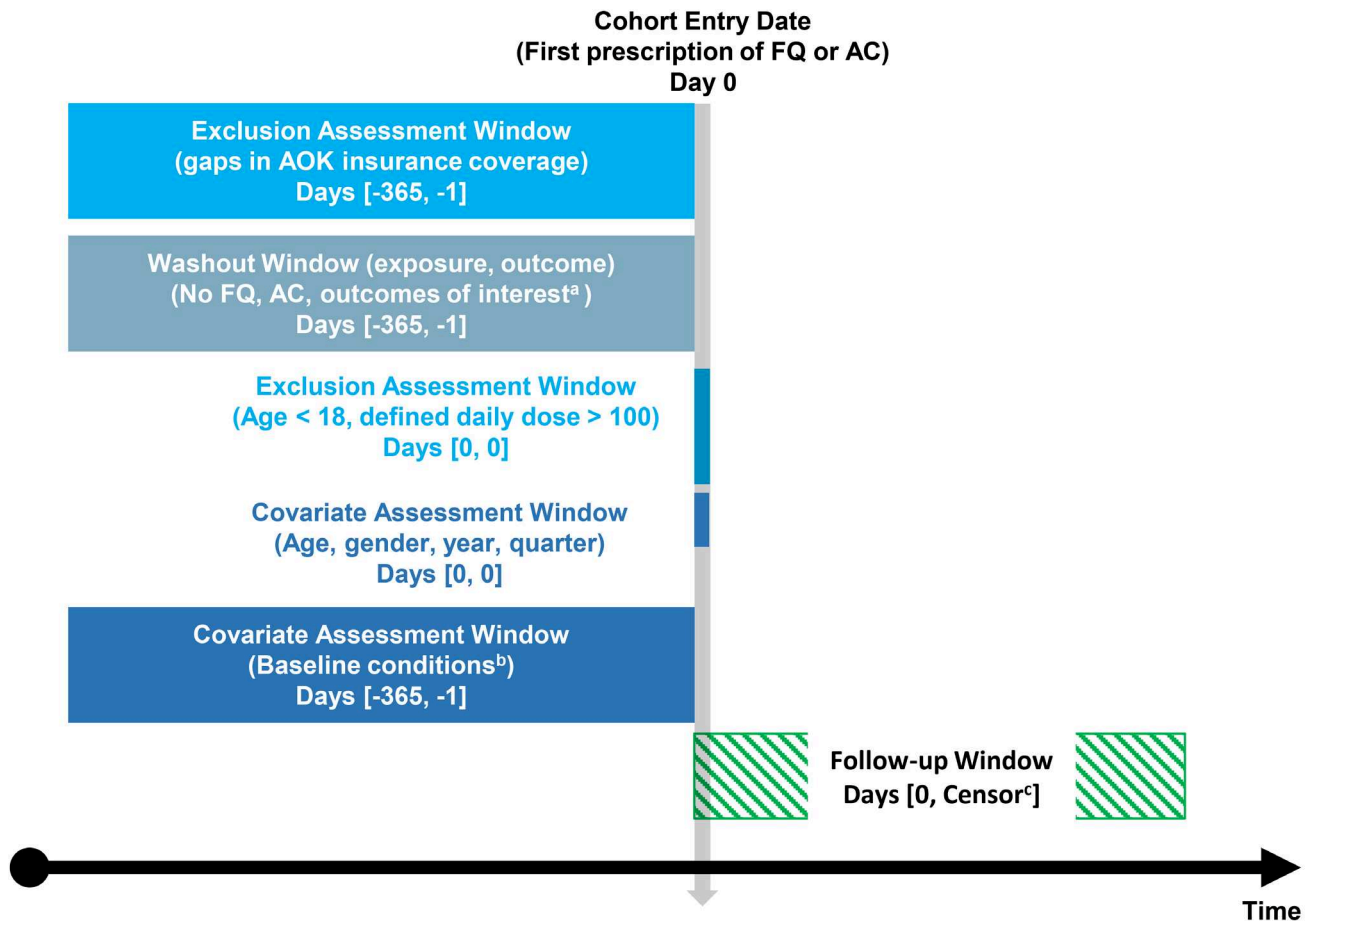 Cohort Entry Date
(First prescription of FQ or AC)
Day 0
Exclusion Assessment Window
(gaps in AOK insurance coverage)
Days [-365, -1]
Washout Window (exposure, outcome)
(No FQ, AC, outcomes of interestᵃ )
Days [-365, -1]
Exclusion Assessment Window
(Age < 18, defined daily dose > 100)
Days [0, 0]
Covariate Assessment Window
(Age, gender, year, quarter)
Days [0, 0]
Covariate Assessment Window
(Baseline conditionsᵇ)
Days [-365, -1]
Follow-up Window
Days [0, Censorᶜ]
Time